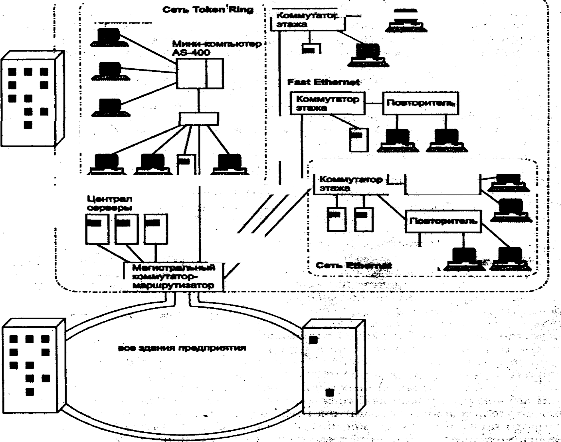 Сеть Token Ring
Мини-компьютер
AS-400
Коммутатор
этажа
Fast Ethernet
Коммутатор
этажа
Повторитель
Коммутатор
этажа
Повторитель
Сеть Ethernet
Централ
серверы
Магистральный
коммутатор-
маршрутизатор
все здания предприятия